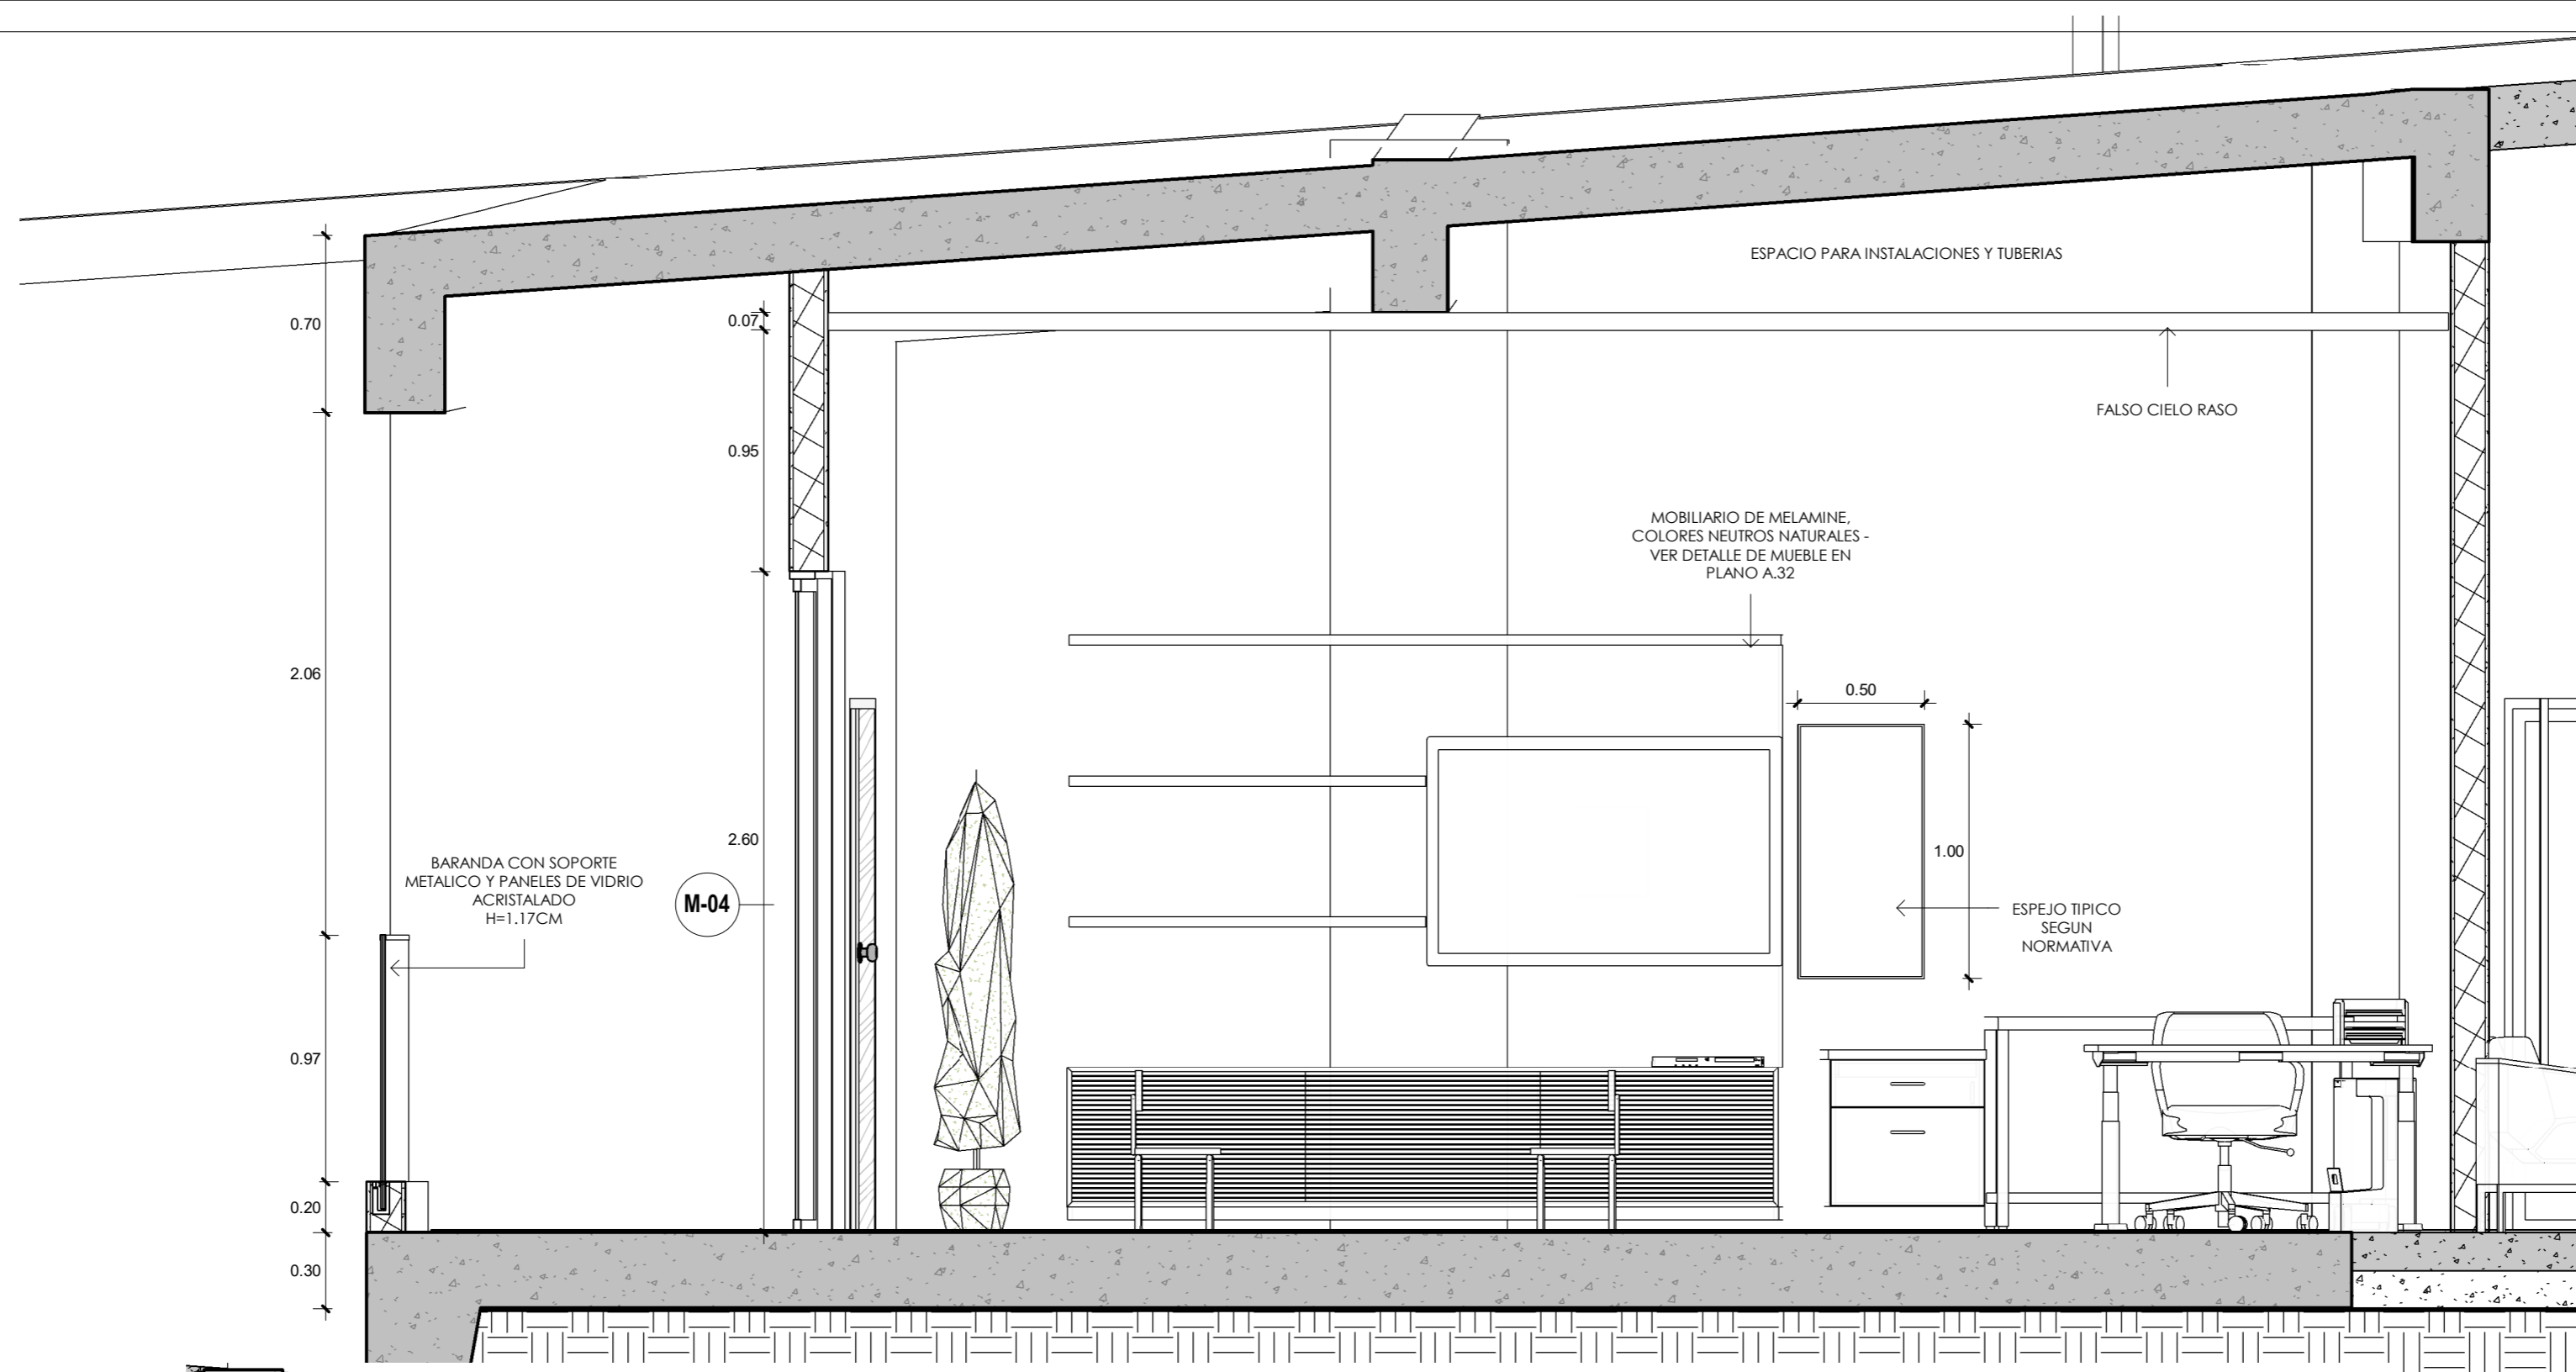 ESPACIO PARA INSTALACIONES Y TUBERIAS
0.70
0.07
FALSO CIELO RASO
0.95
MOBILIARIO DE MELAMINE,
COLORES NEUTROS NATURALES -
VER DETALLE DE MUEBLE EN
PLANO A.32
2.06
0.50
2.60
1.00
BARANDA CON SOPORTE
METALICO Y PANELES DE VIDRIO
ACRISTALADO
H=1.17CM
M-04
ESPEJO TIPICO
SEGUN
NORMATIVA
0.97
0.20
0.30